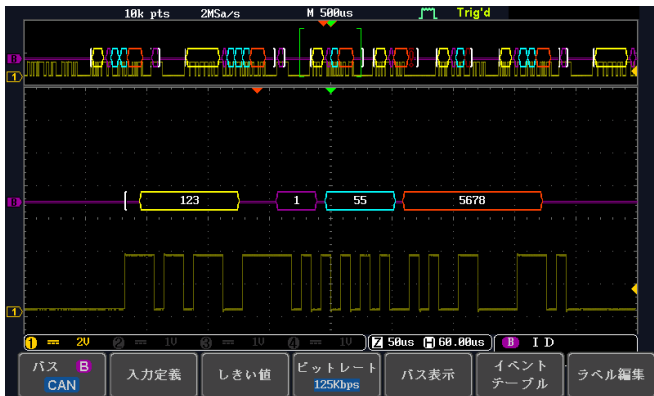 10k pts 2MSa/s M 500us Trig'd
B
1
B 123 1 55 5678
1
1 2V 2 1V 3 1V 4 1V Z 50us H 60.00us B ID
バス B 入力定義 しきい値 ビットレート バス表示 イベント ラベル編集
CAN 125Kbps テーブル